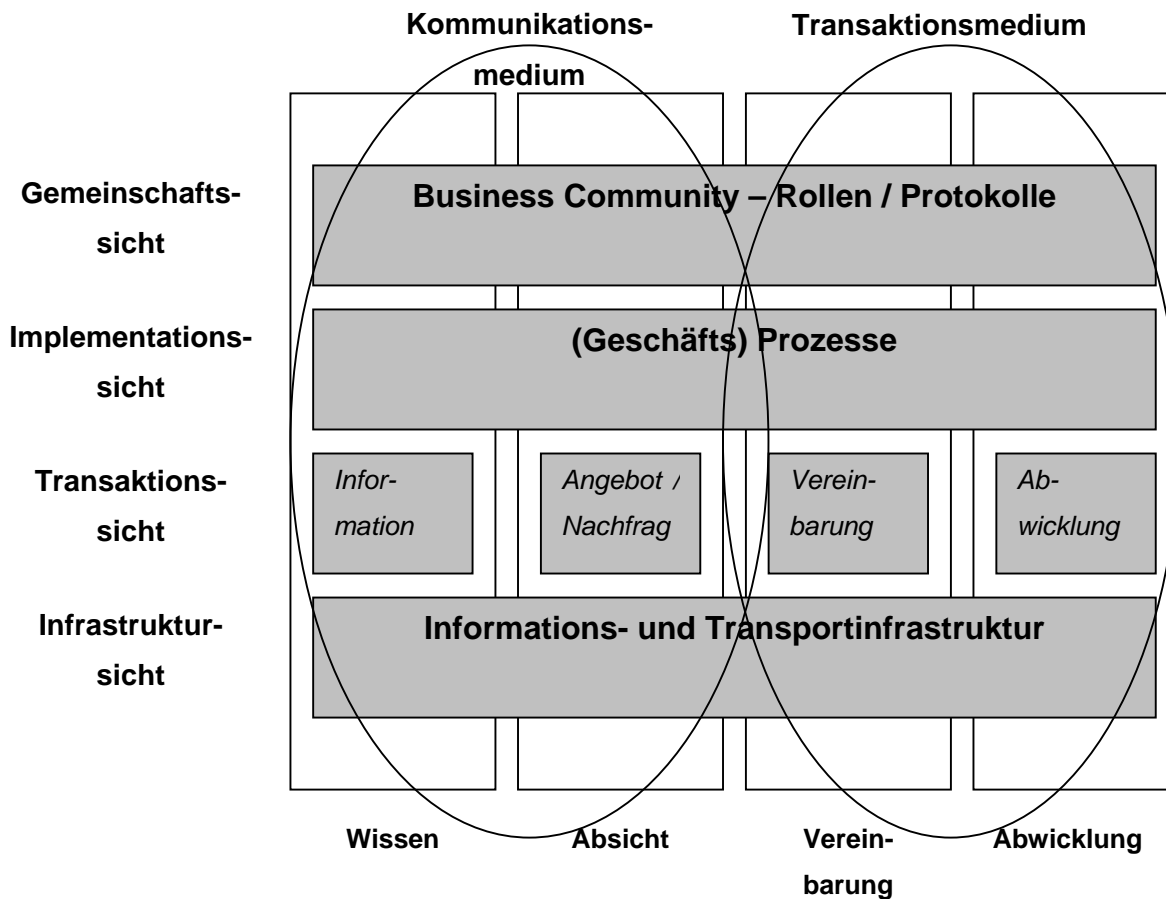 Kommunikations-
medium
Transaktionsmedium
Gemeinschafts-
sicht
Business Community – Rollen / Protokolle
Implementations-
sicht
(Geschäfts) Prozesse
Transaktions-
sicht
Infor-
mation
Angebot /
Nachfrag
Verein-
barung
Ab-
wicklung
Infrastruktur-
sicht
Informations- und Transportinfrastruktur
Wissen
Absicht
Verein-
barung
Abwicklung